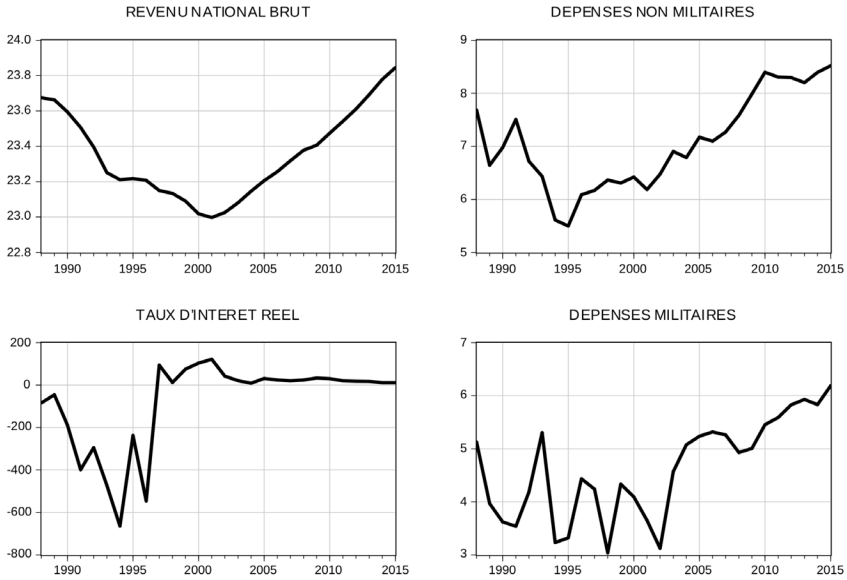 REVENU NATIONAL BRUT
24.0
23.8
23.6
23.4
23.2
23.0
22.8
1990 1995 2000 2005 2010 2015
DEPENSES NON MILITAIRES
9
8
7
6
5
1990 1995 2000 2005 2010 2015
TAUX D'INTERET REEL
200
0
-200
-400
-600
-800
1990 1995 2000 2005 2010 2015
DEPENSES MILITAIRES
7
6
5
4
3
1990 1995 2000 2005 2010 2015